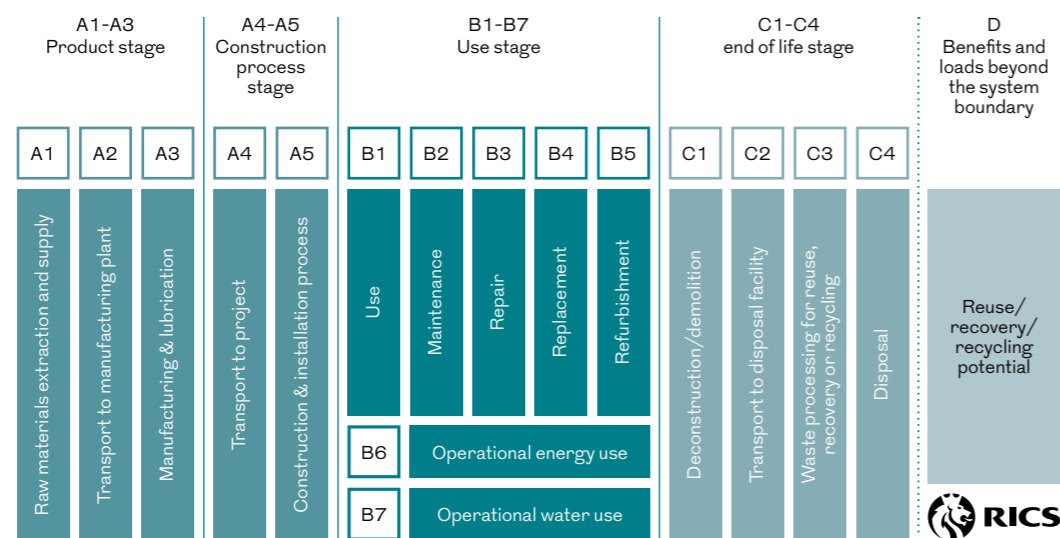 A1-A3
Product stage
A4-A5
Construction
process
stage
B1-B7
Use stage
C1-C4
end of life stage
D
Benefits and
loads beyond
the system
boundary
A1
A2
A3
A4
A5
B1
B2
B3
B4
B5
C1
C2
C3
C4
Raw materials extraction and supply
Transport to manufacturing plant
Manufacturing & lubrication
Transport to project
Construction & installation process
Use
Maintenance
Repair
Replacement
Refurbishment
B6
Operational energy use
B7
Operational water use
Deconstruction/demolition
Transport to disposal facility
Waste processing for reuse,
recovery or recycling
Disposal
Reuse/
recovery/
recycling
potential
RICS